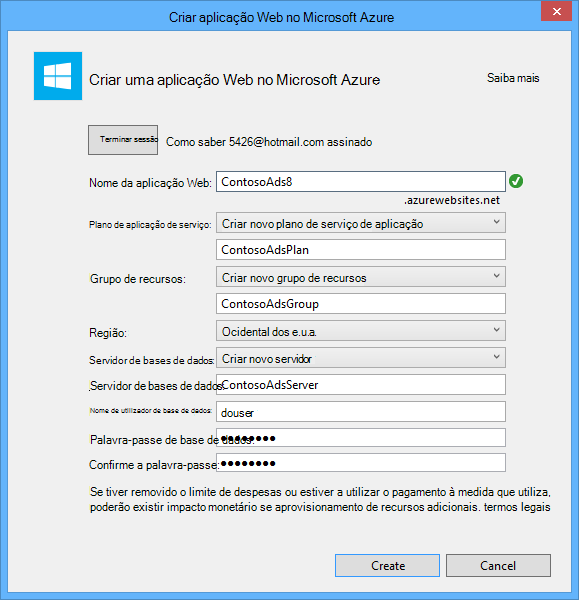 Criar aplicação Web no Microsoft Azure
Criar uma aplicação Web no Microsoft Azure
Saiba mais
Terminar sessão
Como saber 5426@hotmail.com assinado
Nome da aplicação Web: ContosoAds8
.azurewebsites.net
Plano de aplicação de serviço: Criar novo plano de serviço de aplicação
ContosoAdsPlan
Grupo de recursos: Criar novo grupo de recursos
ContosoAdsGroup
Região: Ocidental dos e.u.a.
Servidor de bases de dados: Criar novo servidor
Servidor de bases de dados: ContosoAdsServer
Nome de utilizador de base de dados: douser
Palavra-passe de base de dados: ●●●●●●●●
Confirme a palavra-passe: ●●●●●●●●
Se tiver removido o limite de despesas ou estiver a utilizar o pagamento à medida que utiliza,
poderão existir impacto monetário se aprovisionamento de recursos adicionais. termos legais
Create
Cancel